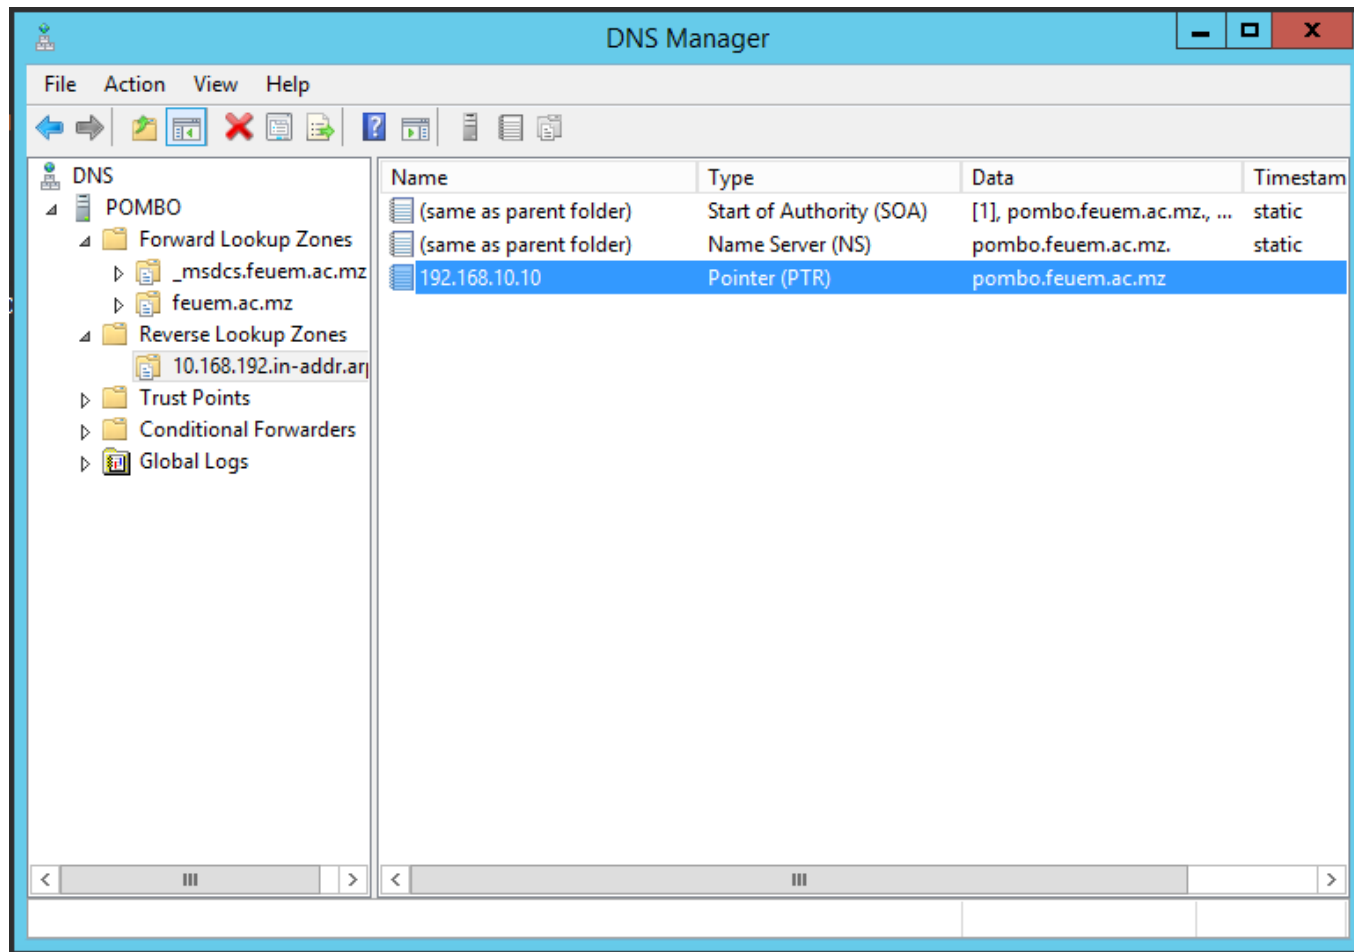 DNS Manager
File Action View Help
DNS
POMBO
Forward Lookup Zones
_msdcs.feuem.ac.mz
feuem.ac.mz
Reverse Lookup Zones
10.168.192.in-addr.arp
Trust Points
Conditional Forwarders
Global Logs
Name Type Data Timestam
(same as parent folder) Start of Authority (SOA) [1], pombo.feuem.ac.mz., ... static
(same as parent folder) Name Server (NS) pombo.feuem.ac.mz. static
192.168.10.10 Pointer (PTR) pombo.feuem.ac.mz